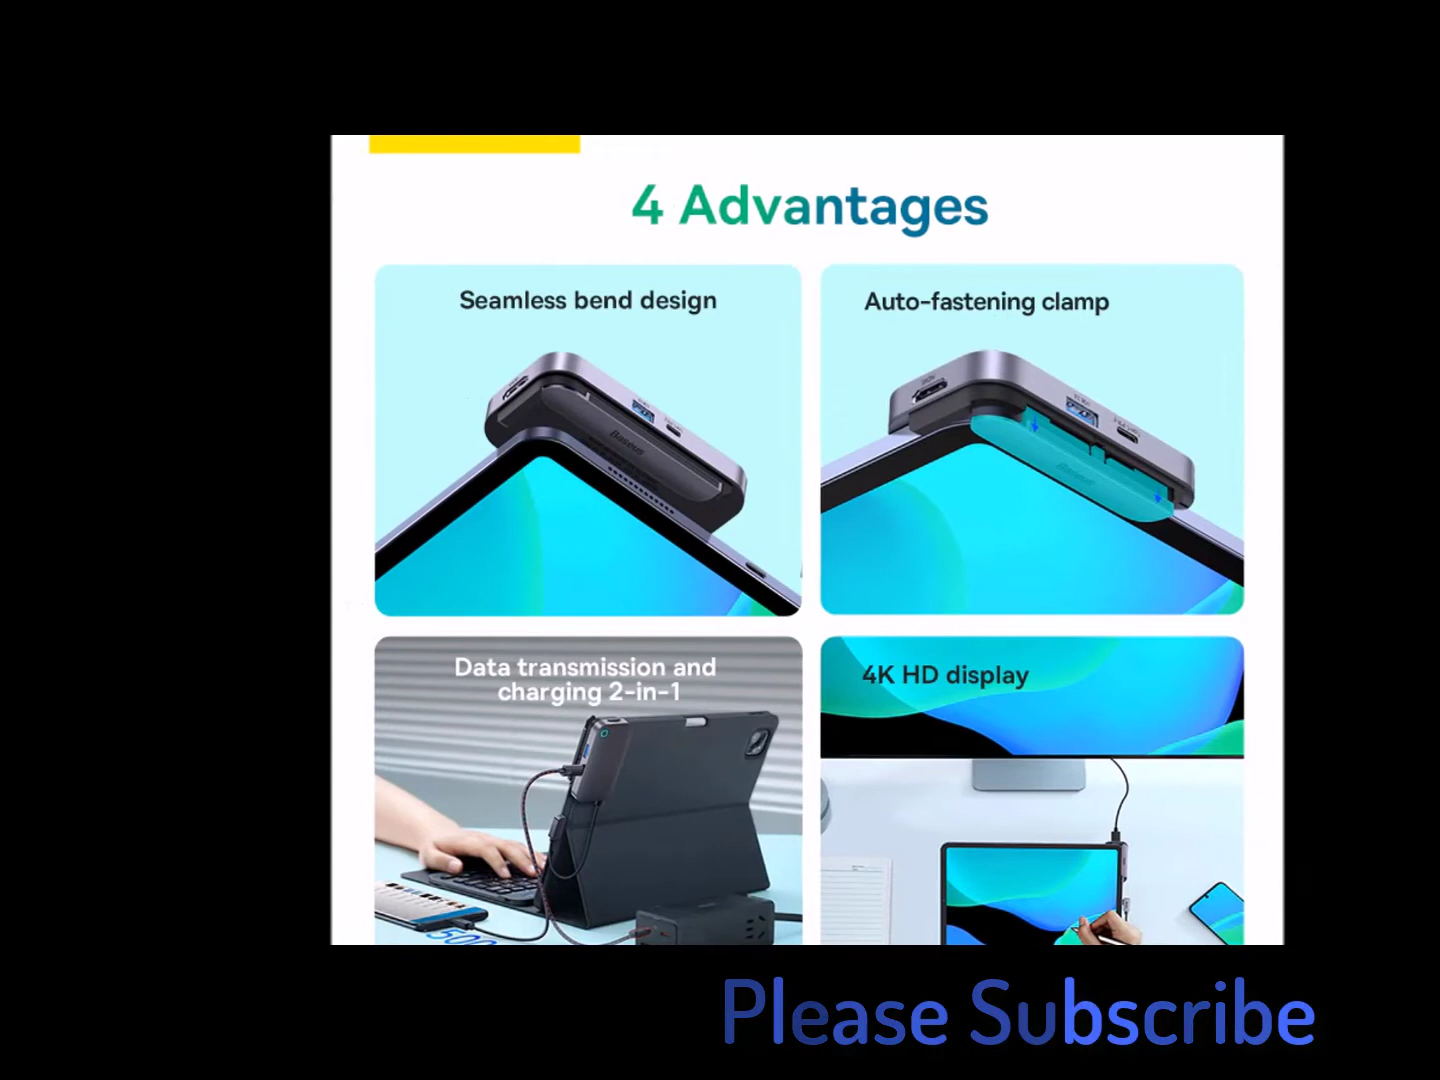 4 Advantages
Seamless bend design
Auto-fastening clamp
Baseus
Data transmission and
charging 2-in-1
4K HD display
Please Subscribe